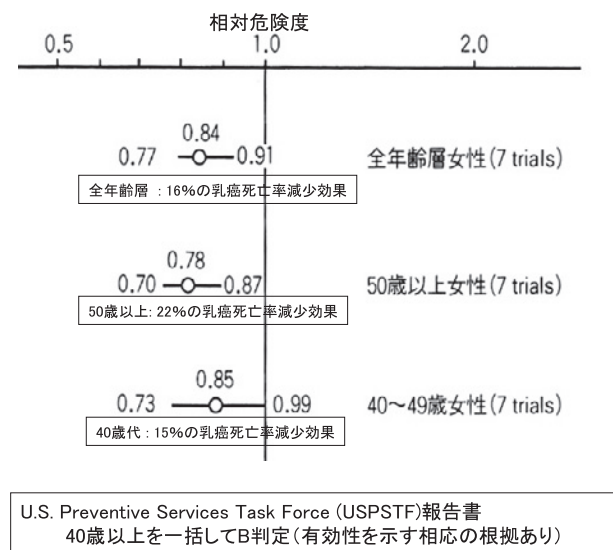 相対危険度
0.5 1.0 2.0
0.84
0.77 0.91 全年齢層女性(7 trials)
全年齢層 :16%の乳癌死亡率減少効果
0.78
0.70 0.87 50歳以上女性(7 trials)
50歳以上:22%の乳癌死亡率減少効果
0.85
0.73 0.99 40～49歳女性(7 trials)
40歳代:15%の乳癌死亡率減少効果
U.S. Preventive Services Task Force (USPSTF)報告書
40歳以上を一括してB判定(有効性を示す相応の根拠あり)